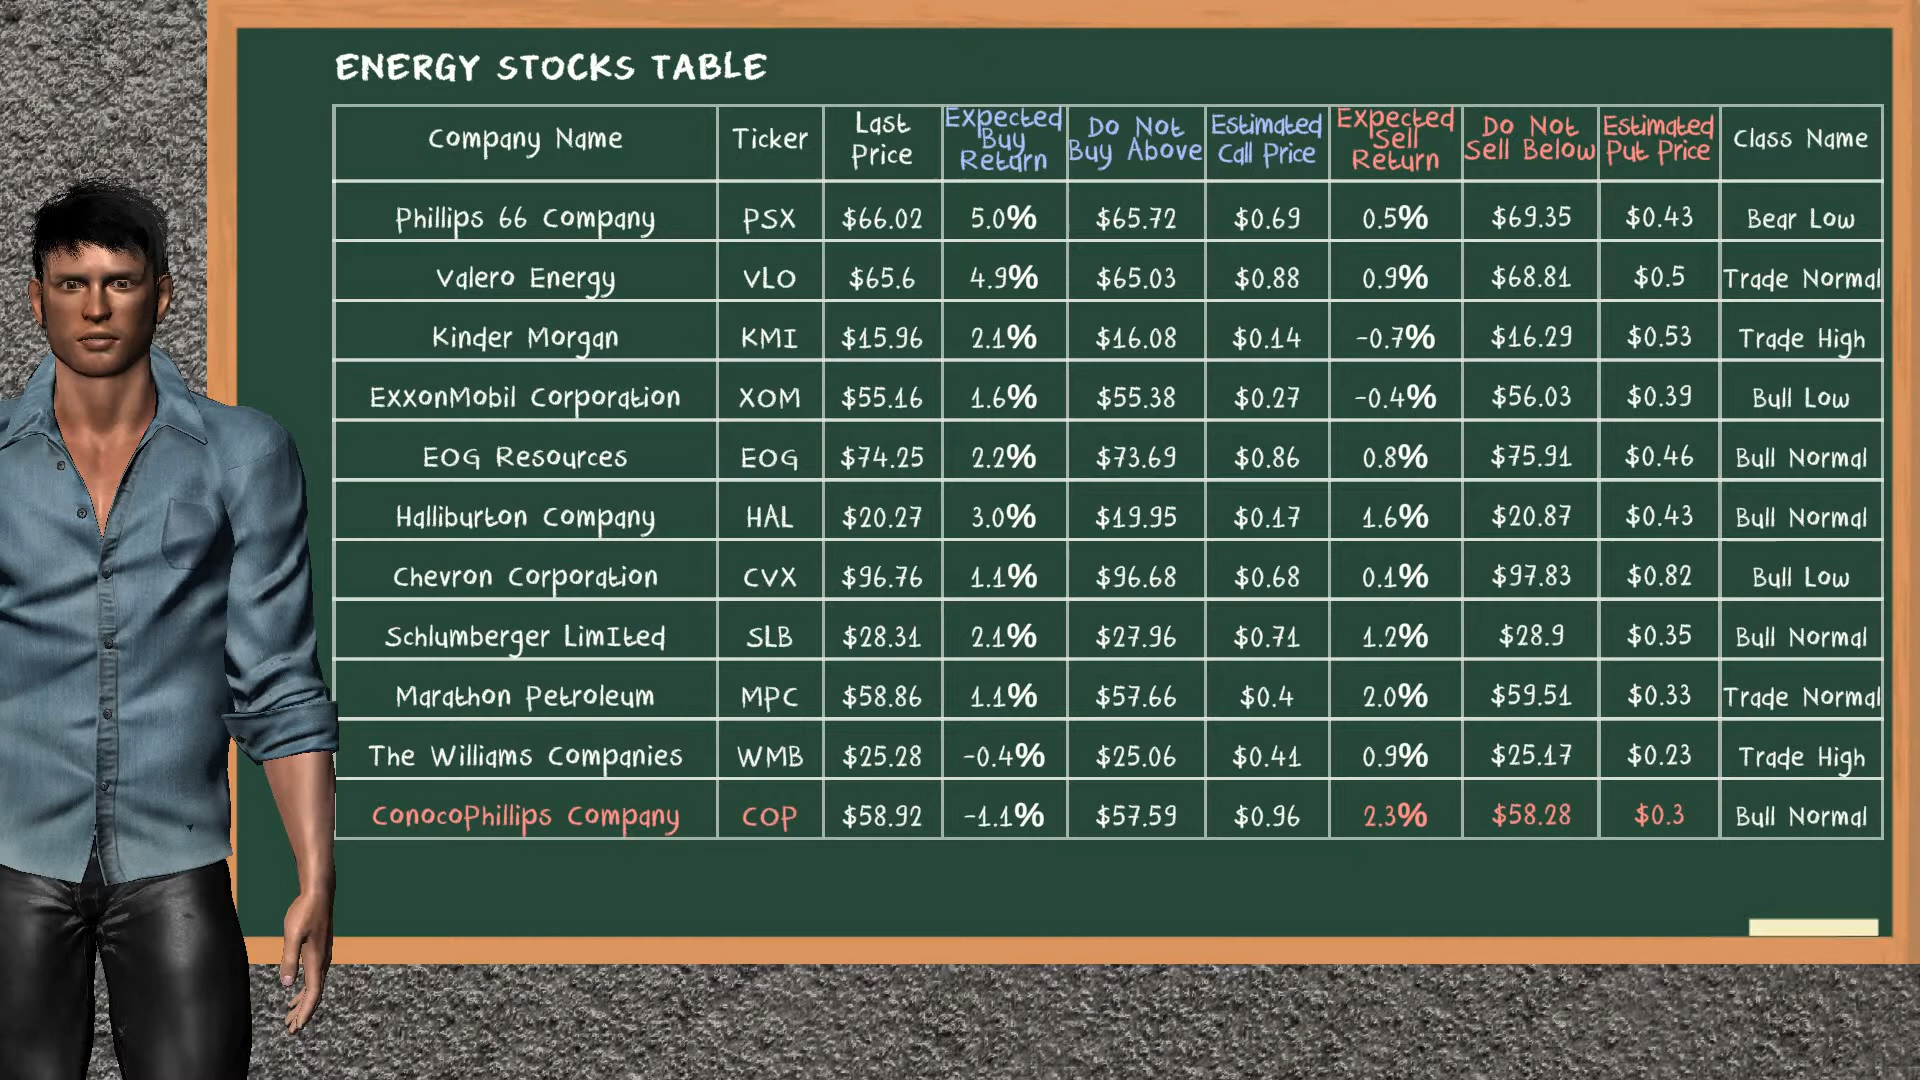 ENERGY STOCKS TABLE
Company Name Ticker Last Price Expected Buy Return Do Not Buy Above Estimated Call Price Expected Sell Return Do Not Sell Below Estimated Put Price Class Name
Phillips 66 Company PSX $66.02 5.0% $65.72 $0.69 0.5% $69.35 $0.43 Bear Low
Valero Energy VLO $65.6 4.9% $65.03 $0.88 0.9% $68.81 $0.5 Trade Normal
Kinder Morgan KMI $15.96 2.1% $16.08 $0.14 -0.7% $16.29 $0.53 Trade High
ExxonMobil Corporation XOM $55.16 1.6% $55.38 $0.27 -0.4% $56.03 $0.39 Bull Low
EOG Resources EOG $74.25 2.2% $73.69 $0.86 0.8% $75.91 $0.46 Bull Normal
Halliburton Company HAL $20.27 3.0% $19.95 $0.17 1.6% $20.87 $0.43 Bull Normal
Chevron Corporation CVX $96.76 1.1% $96.68 $0.68 0.1% $97.83 $0.82 Bull Low
Schlumberger LimIted SLB $28.31 2.1% $27.96 $0.71 1.2% $28.9 $0.35 Bull Normal
Marathon Petroleum MPC $58.86 1.1% $57.66 $0.4 2.0% $59.51 $0.33 Trade Normal
The Williams Companies WMB $25.28 -0.4% $25.06 $0.41 0.9% $25.17 $0.23 Trade High
ConocoPhillips Company COP $58.92 -1.1% $57.59 $0.96 2.3% $58.28 $0.3 Bull Normal